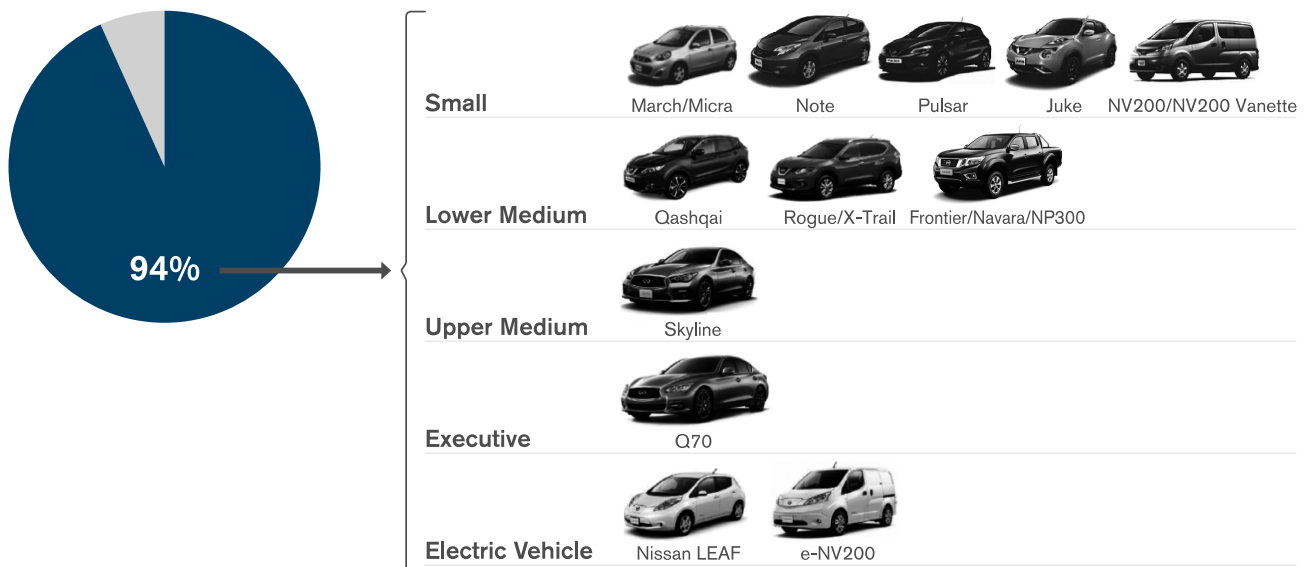 94%
Small
March/Micra
Note
Pulsar
Juke
NV200/NV200 Vanette
Lower Medium
Qashqai
Rogue/X-Trail
Frontier/Navara/NP300
Upper Medium
Skyline
Executive
Q70
Electric Vehicle
Nissan LEAF
e-NV200